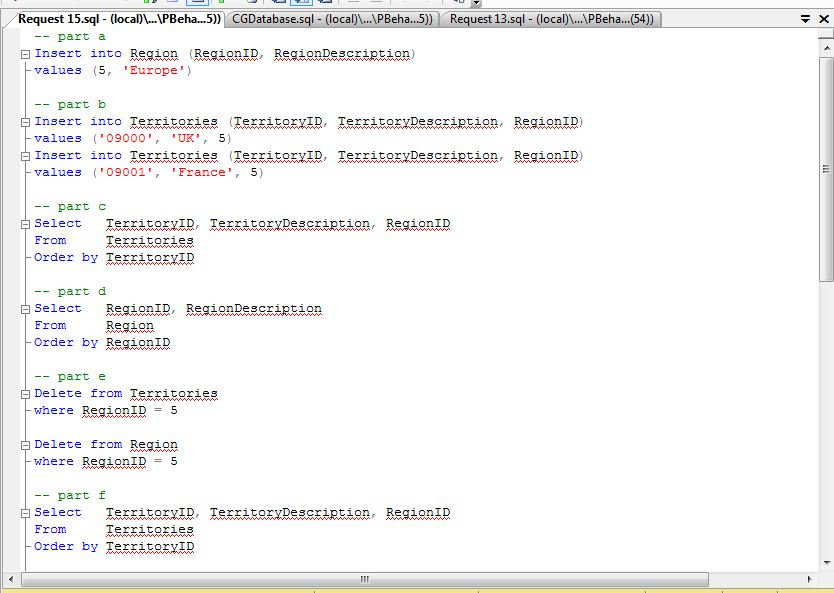 Request 15.sql - (local)\...\PBeha...5)) CGDatabase.sql - (local)\...\PBeha...5)) Request 13.sql - (local)\...\PBeha...(54))
-- part a
Insert into Region (RegionID, RegionDescription)
values (5, 'Europe')
-- part b
Insert into Territories (TerritoryID, TerritoryDescription, RegionID)
values ('09000', 'UK', 5)
Insert into Territories (TerritoryID, TerritoryDescription, RegionID)
values ('09001', 'France', 5)
-- part c
Select TerritoryID, TerritoryDescription, RegionID
From Territories
Order by TerritoryID
-- part d
Select RegionID, RegionDescription
From Region
Order by RegionID
-- part e
Delete from Territories
where RegionID = 5
Delete from Region
where RegionID = 5
-- part f
Select TerritoryID, TerritoryDescription, RegionID
From Territories
Order by TerritoryID